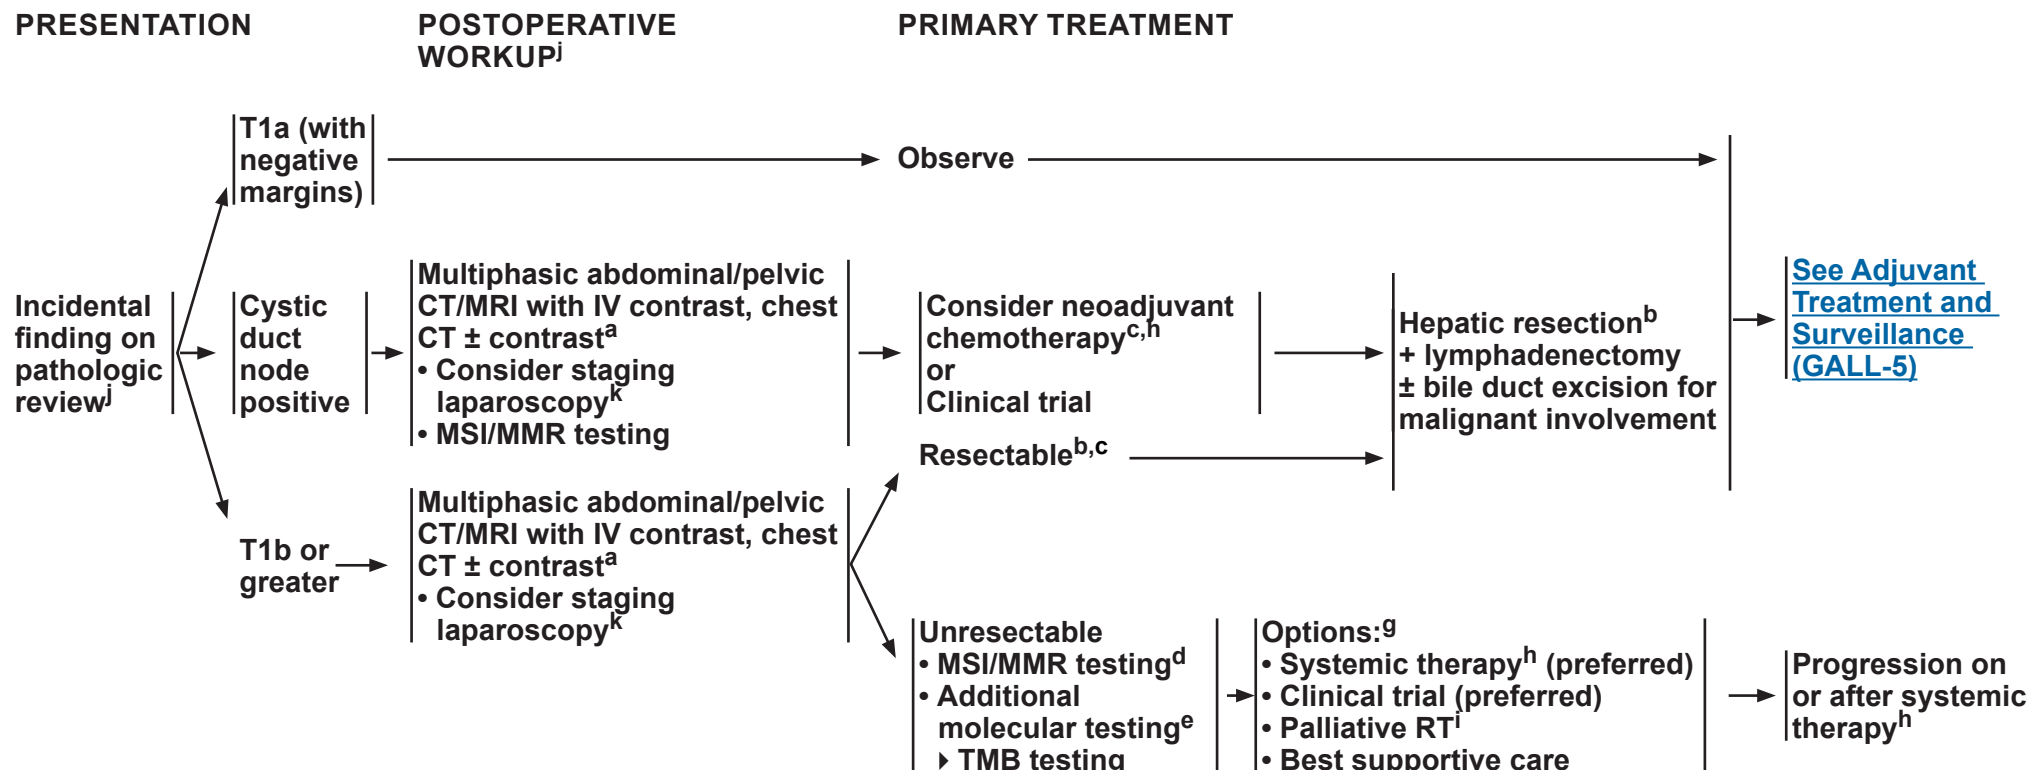 PRESENTATION
POSTOPERATIVE
WORKUPj
PRIMARY TREATMENT
T1a (with
negative
margins)
Observe
Incidental
finding on
pathologic
reviewj
Cystic
duct
node
positive
Multiphasic abdominal/pelvic
CT/MRI with IV contrast, chest
CT ± contrasta
• Consider staging
laparoscopyk
• MSI/MMR testing
Consider neoadjuvant
chemotherapyc,h
or
Clinical trial
Resectableb,c
Hepatic resectionb
+ lymphadenectomy
± bile duct excision for
malignant involvement
See Adjuvant
Treatment and
Surveillance
(GALL-5)
T1b or
greater
Multiphasic abdominal/pelvic
CT/MRI with IV contrast, chest
CT ± contrasta
• Consider staging
laparoscopyk
Unresectable
• MSI/MMR testingd
• Additional
molecular testinge
▸ TMB testing
Options:g
• Systemic therapyh (preferred)
• Clinical trial (preferred)
• Palliative RTi
• Best supportive care
Progression on
or after systemic
therapyh